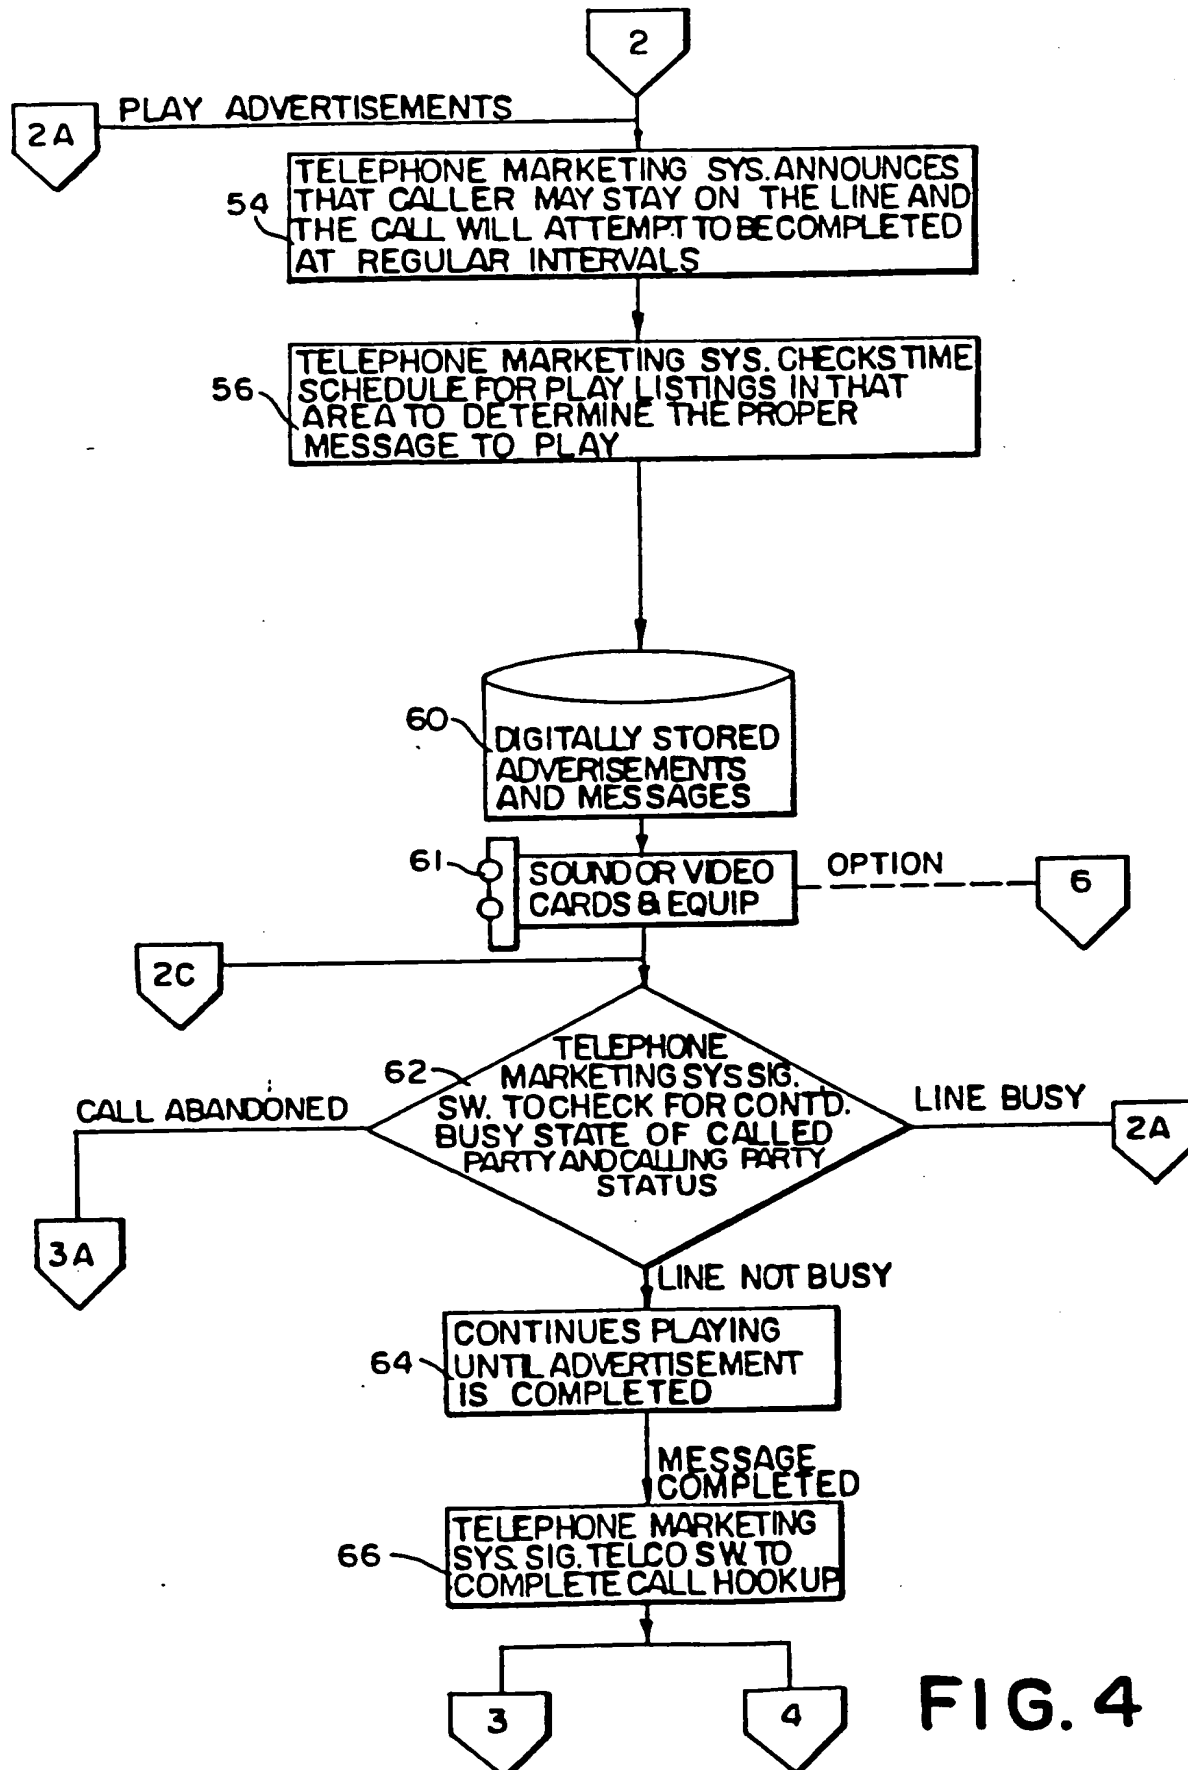 2
PLAY ADVERTISEMENTS
2A
TELEPHONE MARKETING SYS. ANNOUNCES
THAT CALLER MAY STAY ON THE LINE AND
THE CALL WILL ATTEMPT TO BE COMPLETED
AT REGULAR INTERVALS
54
TELEPHONE MARKETING SYS. CHECKS TIME
SCHEDULE FOR PLAY LISTINGS IN THAT
AREA TO DETERMINE THE PROPER
MESSAGE TO PLAY
56
60
DIGITALLY STORED
ADVERISEMENTS
AND MESSAGES
61
SOUND OR VIDEO
CARDS & EQUIP
OPTION
6
2C
62
TELEPHONE
MARKETING SYS SIG.
SW. TO CHECK FOR CONT'D.
BUSY STATE OF CALLED
PARTY AND CALLING PARTY
STATUS
CALL ABANDONED
3A
LINE BUSY
2A
LINE NOT BUSY
64
CONTINUES PLAYING
UNTIL ADVERTISEMENT
IS COMPLETED
MESSAGE
COMPLETED
66
TELEPHONE MARKETING
SYS. SIG. TELCO SW. TO
COMPLETE CALL HOOKUP
3
4
FIG. 4